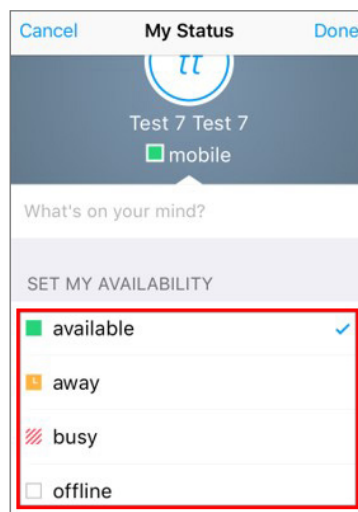 Cancel My Status Done
tt
Test 7 Test 7
mobile
What's on your mind?
SET MY AVAILABILITY
available
away
busy
offline